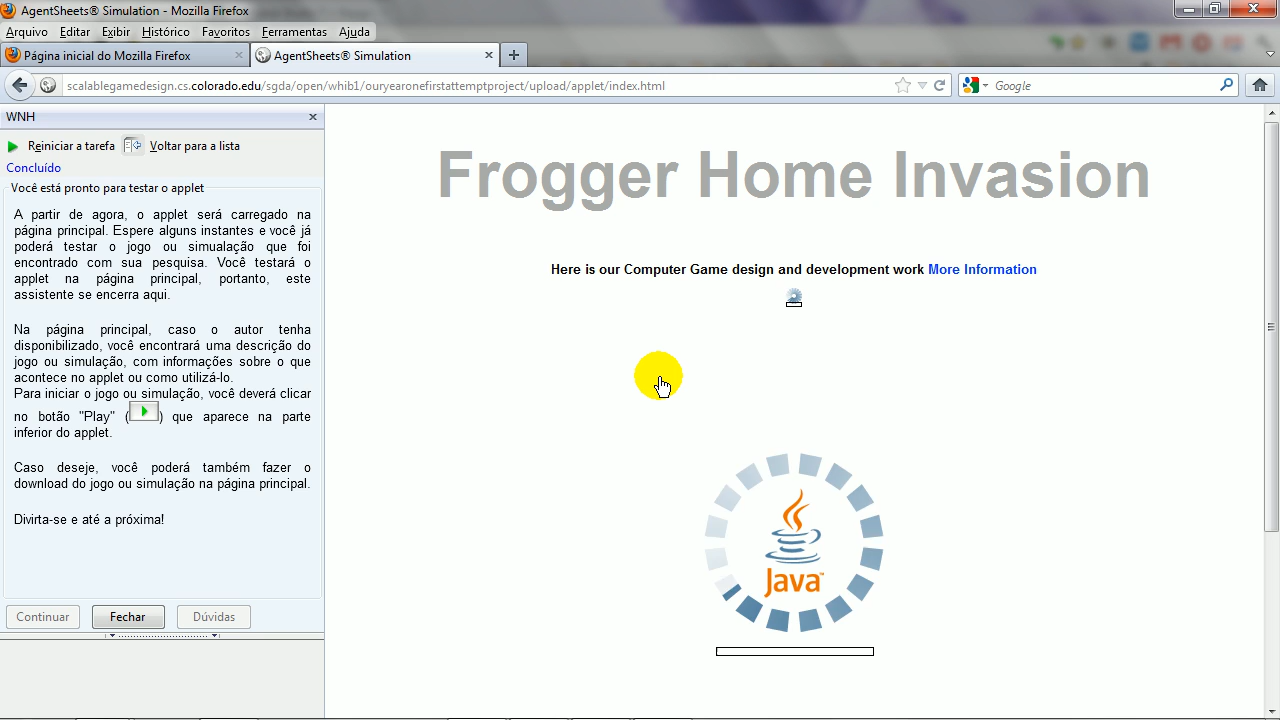 AgentSheets® Simulation - Mozilla Firefox
Arquivo Editar Exibir Histórico Favoritos Ferramentas Ajuda
Página inicial do Mozilla Firefox
AgentSheets® Simulation
scalablegamedesign.cs.colorado.edu/sgda/open/whib1/ouryearonefirstattemptproject/upload/applet/index.html
Google
WNH
Reiniciar a tarefa
Voltar para a lista
Concluído
Você está pronto para testar o applet
A partir de agora, o applet será carregado na
página principal. Espere alguns instantes e você já
poderá testar o jogo ou simualação que foi
encontrado com sua pesquisa. Você testará o
applet na página principal, portanto, este
assistente se encerra aqui.
Na página principal, caso o autor tenha
disponibilizado, você encontrará uma descrição do
jogo ou simulação, com informações sobre o que
acontece no applet ou como utilizá-lo.
Para iniciar o jogo ou simulação, você deverá clicar
no botão "Play" ( ) que aparece na parte
inferior do applet.
Caso deseje, você poderá também fazer o
download do jogo ou simulação na página principal.
Divirta-se e até a próxima!
Continuar
Fechar
Dúvidas
Frogger Home Invasion
Here is our Computer Game design and development work More Information
Java™